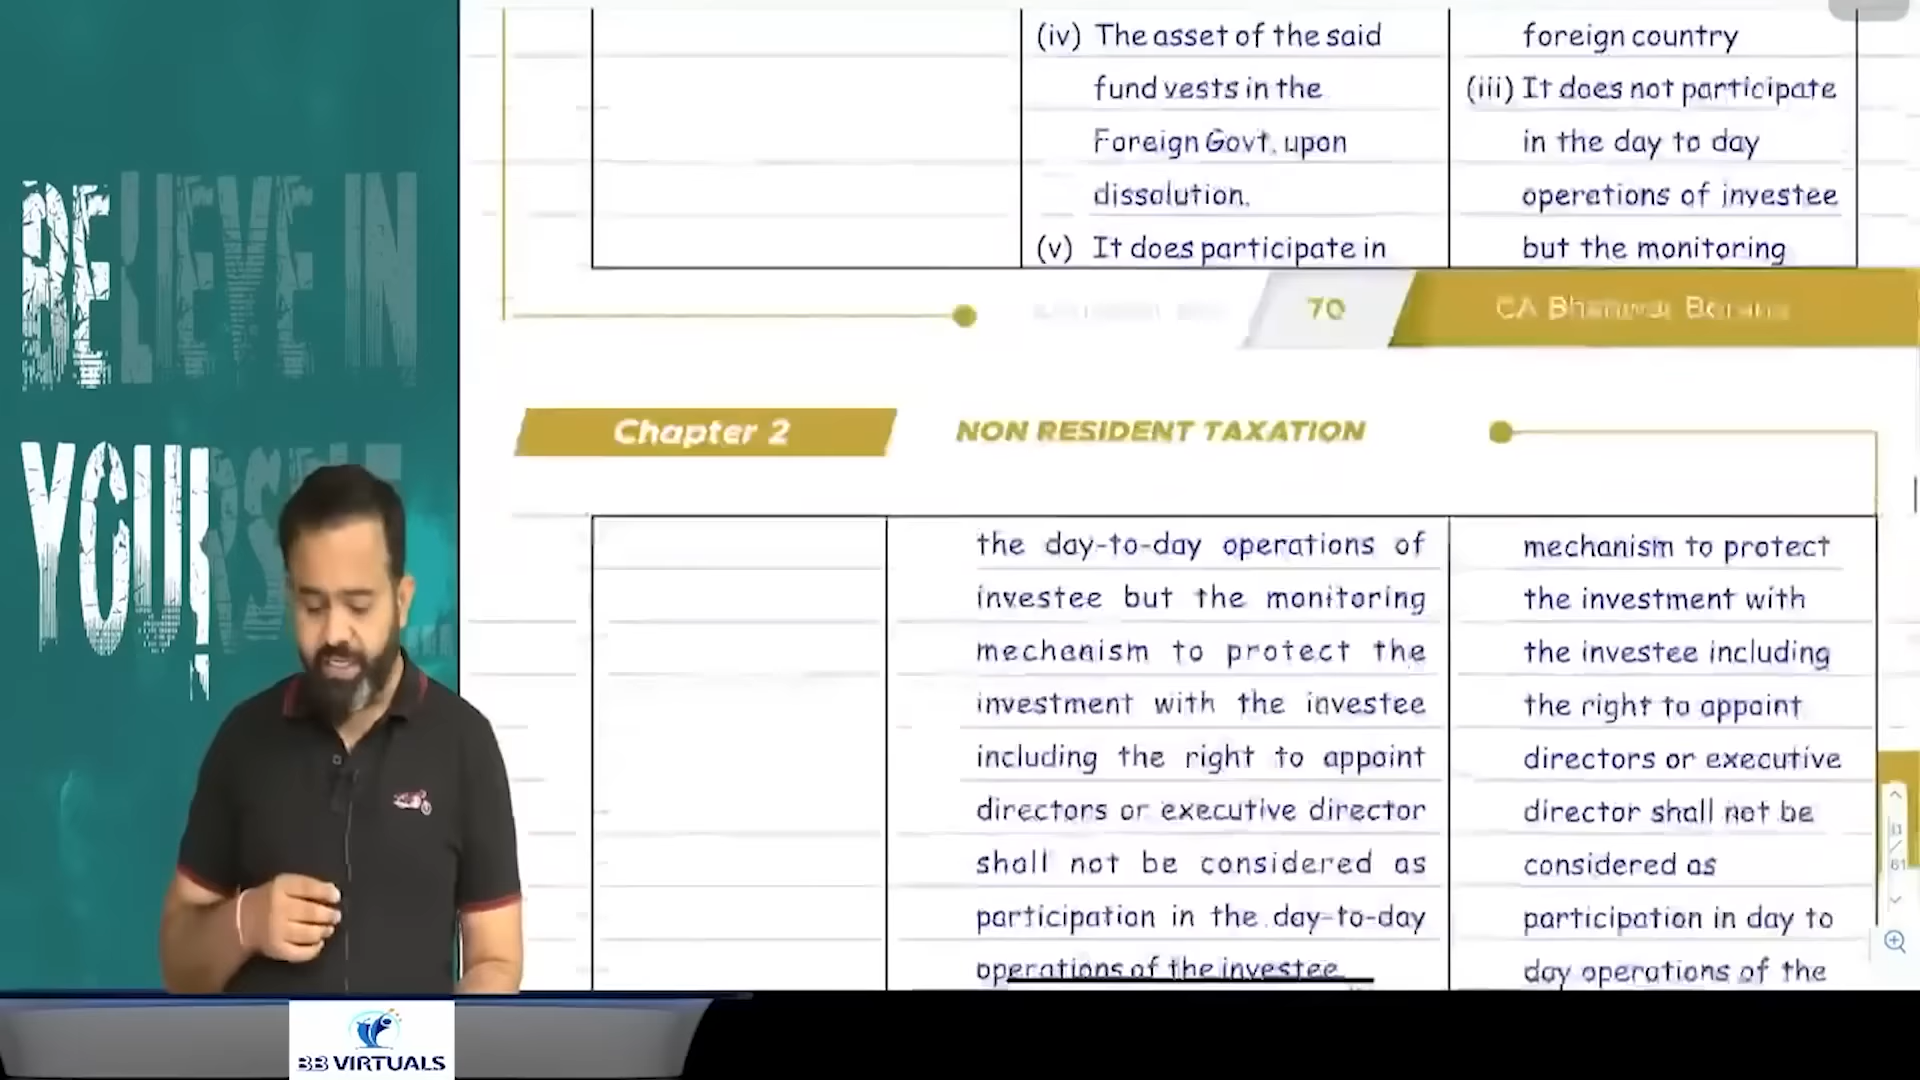 BELIEVE IN
YOURSELF
(iv) The asset of the said
fund vests in the
Foreign Govt. upon
dissolution.
(v) It does participate in
foreign country
(iii) It does not participate
in the day to day
operations of investee
but the monitoring
70
CA
Chapter 2
NON RESIDENT TAXATION
the day-to-day operations of
investee but the monitoring
mechanism to protect the
investment with the investee
including the right to appoint
directors or executive director
shall not be considered as
participation in the day-to-day
operations of the investee
mechanism to protect
the investment with
the investee including
the right to appoint
directors or executive
director shall not be
considered as
participation in day to
day operations of the
61
BB VIRTUALS